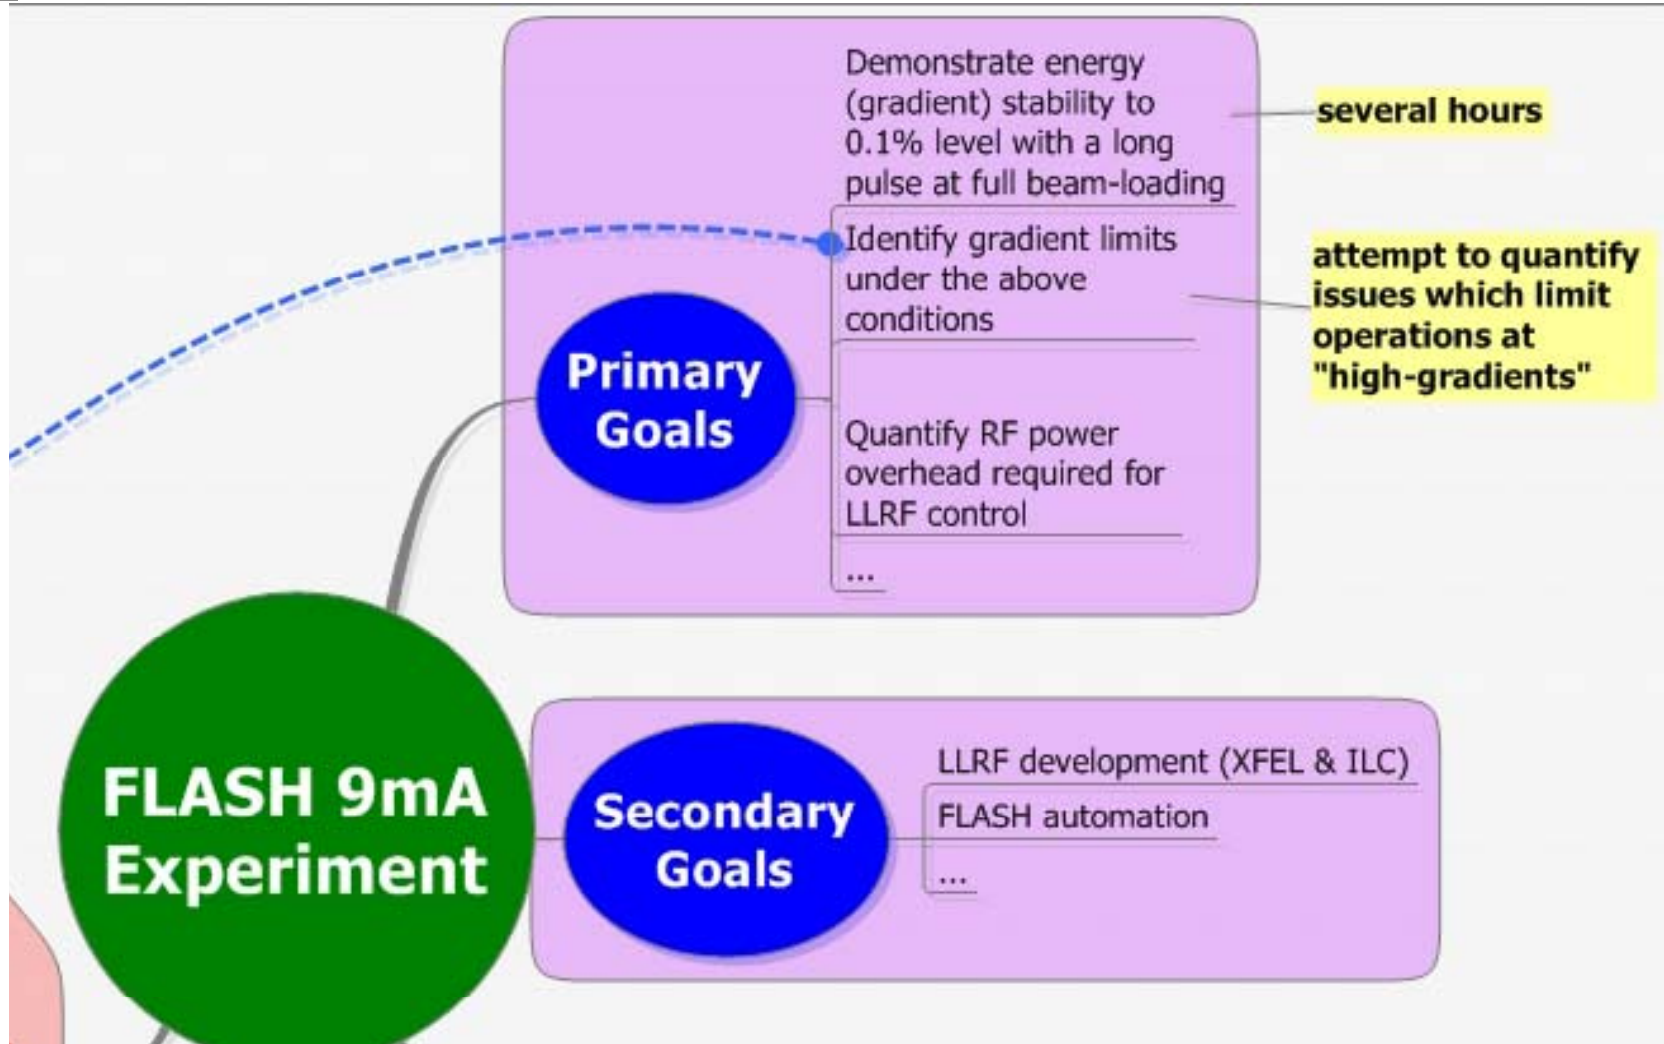 Demonstrate energy
(gradient) stability to
0.1% level with a long
pulse at full beam-loading
several hours
Identify gradient limits
under the above
conditions
attempt to quantify
issues which limit
operations at
"high-gradients"
Primary
Goals
Quantify RF power
overhead required for
LLRF control
...
FLASH 9mA
Experiment
Secondary
Goals
LLRF development (XFEL & ILC)
FLASH automation
...